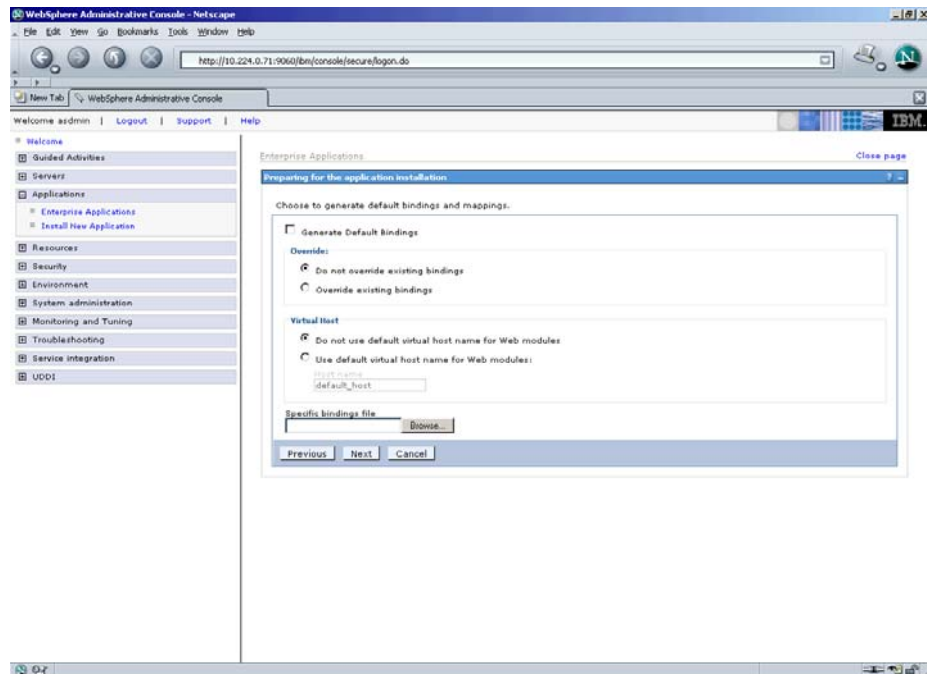 WebSphere Administrative Console - Netscape
File Edit View Go Bookmarks Tools Window Help
http://10.224.0.71:9060/ibm/console/secure/logon.do
New Tab WebSphere Administrative Console
Welcome asdmin | Logout | Support | Help
IBM.
Welcome
Guided Activities
Servers
Applications
Enterprise Applications
Install New Application
Resources
Security
Environment
System administration
Monitoring and Tuning
Troubleshooting
Service integration
UDDI
Enterprise Applications
Close page
Preparing for the application installation
? -
Choose to generate default bindings and mappings.
Generate Default Bindings
Override:
Do not override existing bindings
Override existing bindings
Virtual Host
Do not use default virtual host name for Web modules
Use default virtual host name for Web modules:
Host name
default_host
Specific bindings file
Browse...
Previous Next Cancel